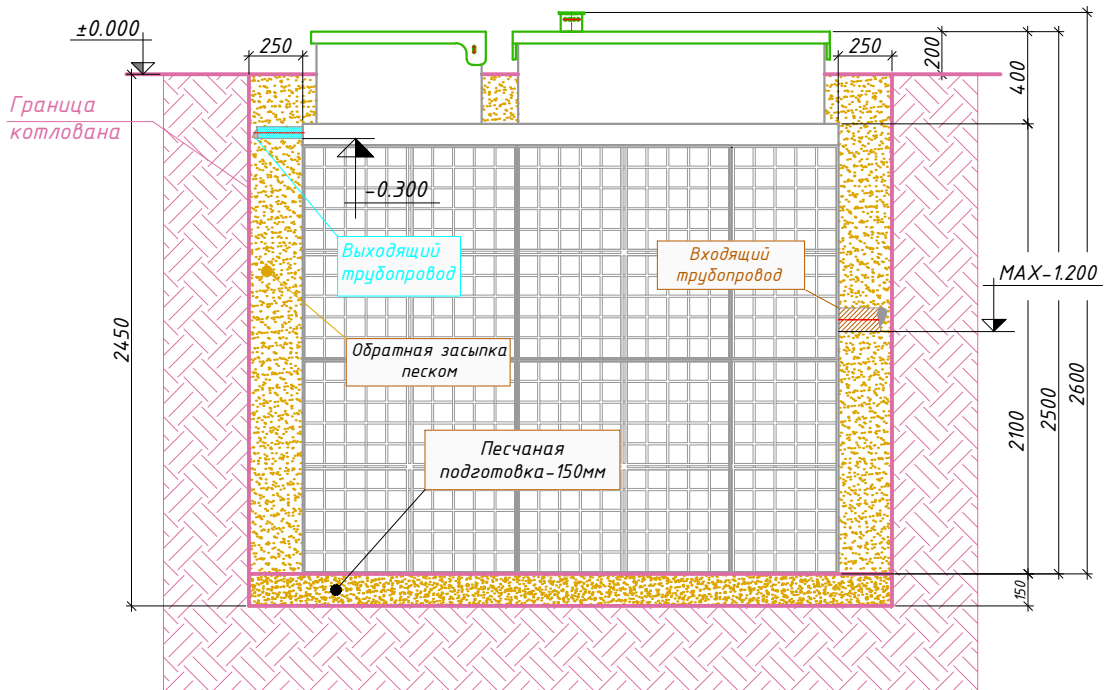 ±0.000
250
250
200
400
Граница
котлована
-0.300
Выходящий
трубопровод
Входящий
трубопровод
MAX-1.200
2450
Обратная засыпка
песком
2100
2500
2600
Песчаная
подготовка-150мм
150